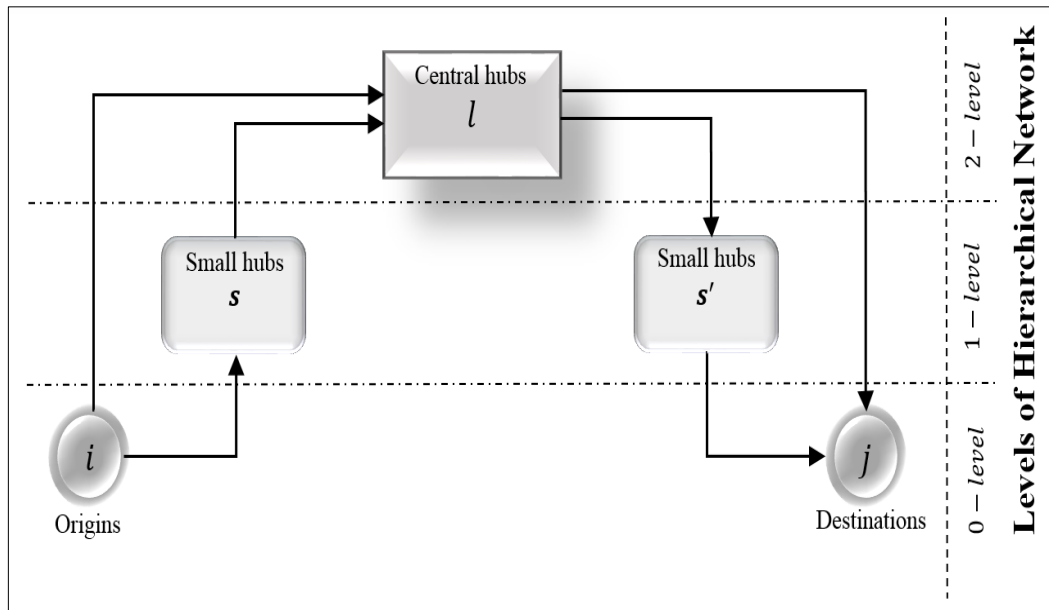 Central hubs
l
Small hubs
s
Small hubs
s′
i
Origins
j
Destinations
2 − level
1 − level
0 − level
Levels of Hierarchical Network